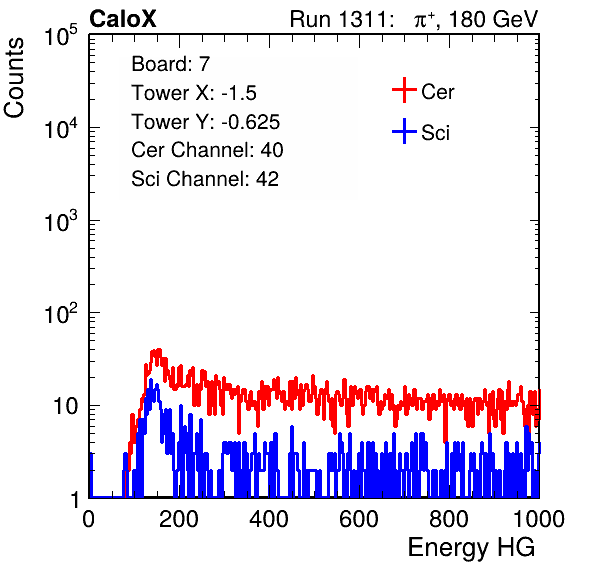 CaloX Run 1311: π⁺, 180 GeV
Counts
10⁵
10⁴
10³
10²
10
1
Board: 7
Tower X: -1.5
Tower Y: -0.625
Cer Channel: 40
Sci Channel: 42
Cer
Sci
0 200 400 600 800 1000
Energy HG